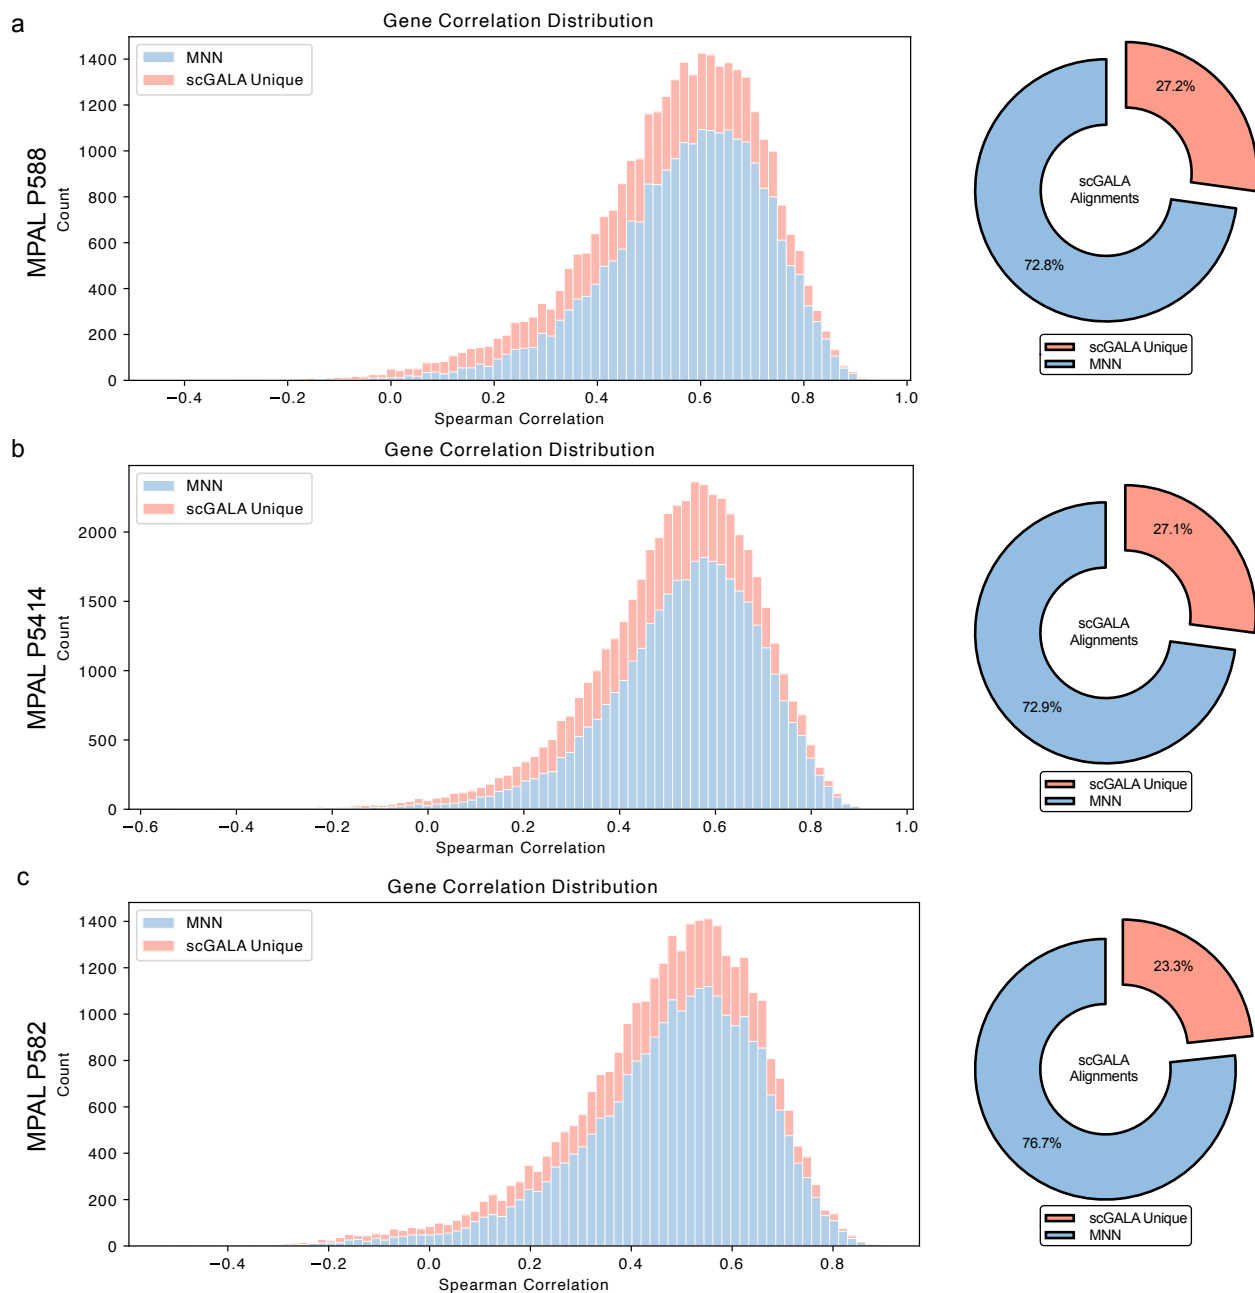 a
Gene Correlation Distribution
MNN
scGALA Unique
1400
1200
1000
800
600
400
200
0
MPAL P588
Count
−0.4
−0.2
0.0
0.2
0.4
0.6
0.8
1.0
Spearman Correlation
27.2%
scGALA
Alignments
72.8%
scGALA Unique
MNN
b
Gene Correlation Distribution
MNN
scGALA Unique
2000
1500
1000
500
0
MPAL P5414
Count
−0.6
−0.4
−0.2
0.0
0.2
0.4
0.6
0.8
1.0
Spearman Correlation
27.1%
scGALA
Alignments
72.9%
scGALA Unique
MNN
c
Gene Correlation Distribution
MNN
scGALA Unique
1400
1200
1000
800
600
400
200
0
MPAL P582
Count
−0.4
−0.2
0.0
0.2
0.4
0.6
0.8
Spearman Correlation
23.3%
scGALA
Alignments
76.7%
scGALA Unique
MNN